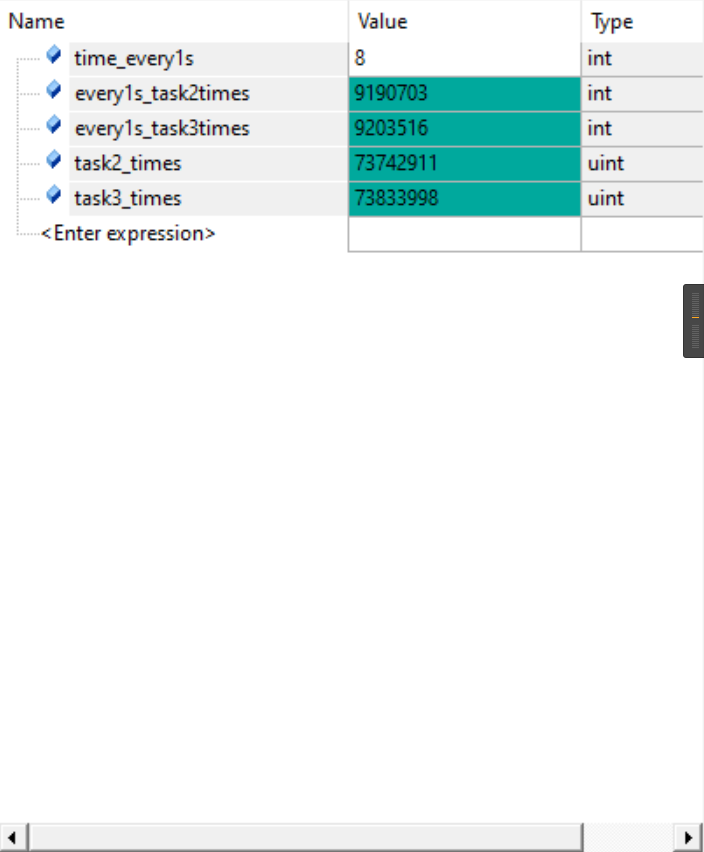 Name Value Type
time_every1s 8 int
every1s_task2times 9190703 int
every1s_task3times 9203516 int
task2_times 73742911 uint
task3_times 73833998 uint
<Enter expression>